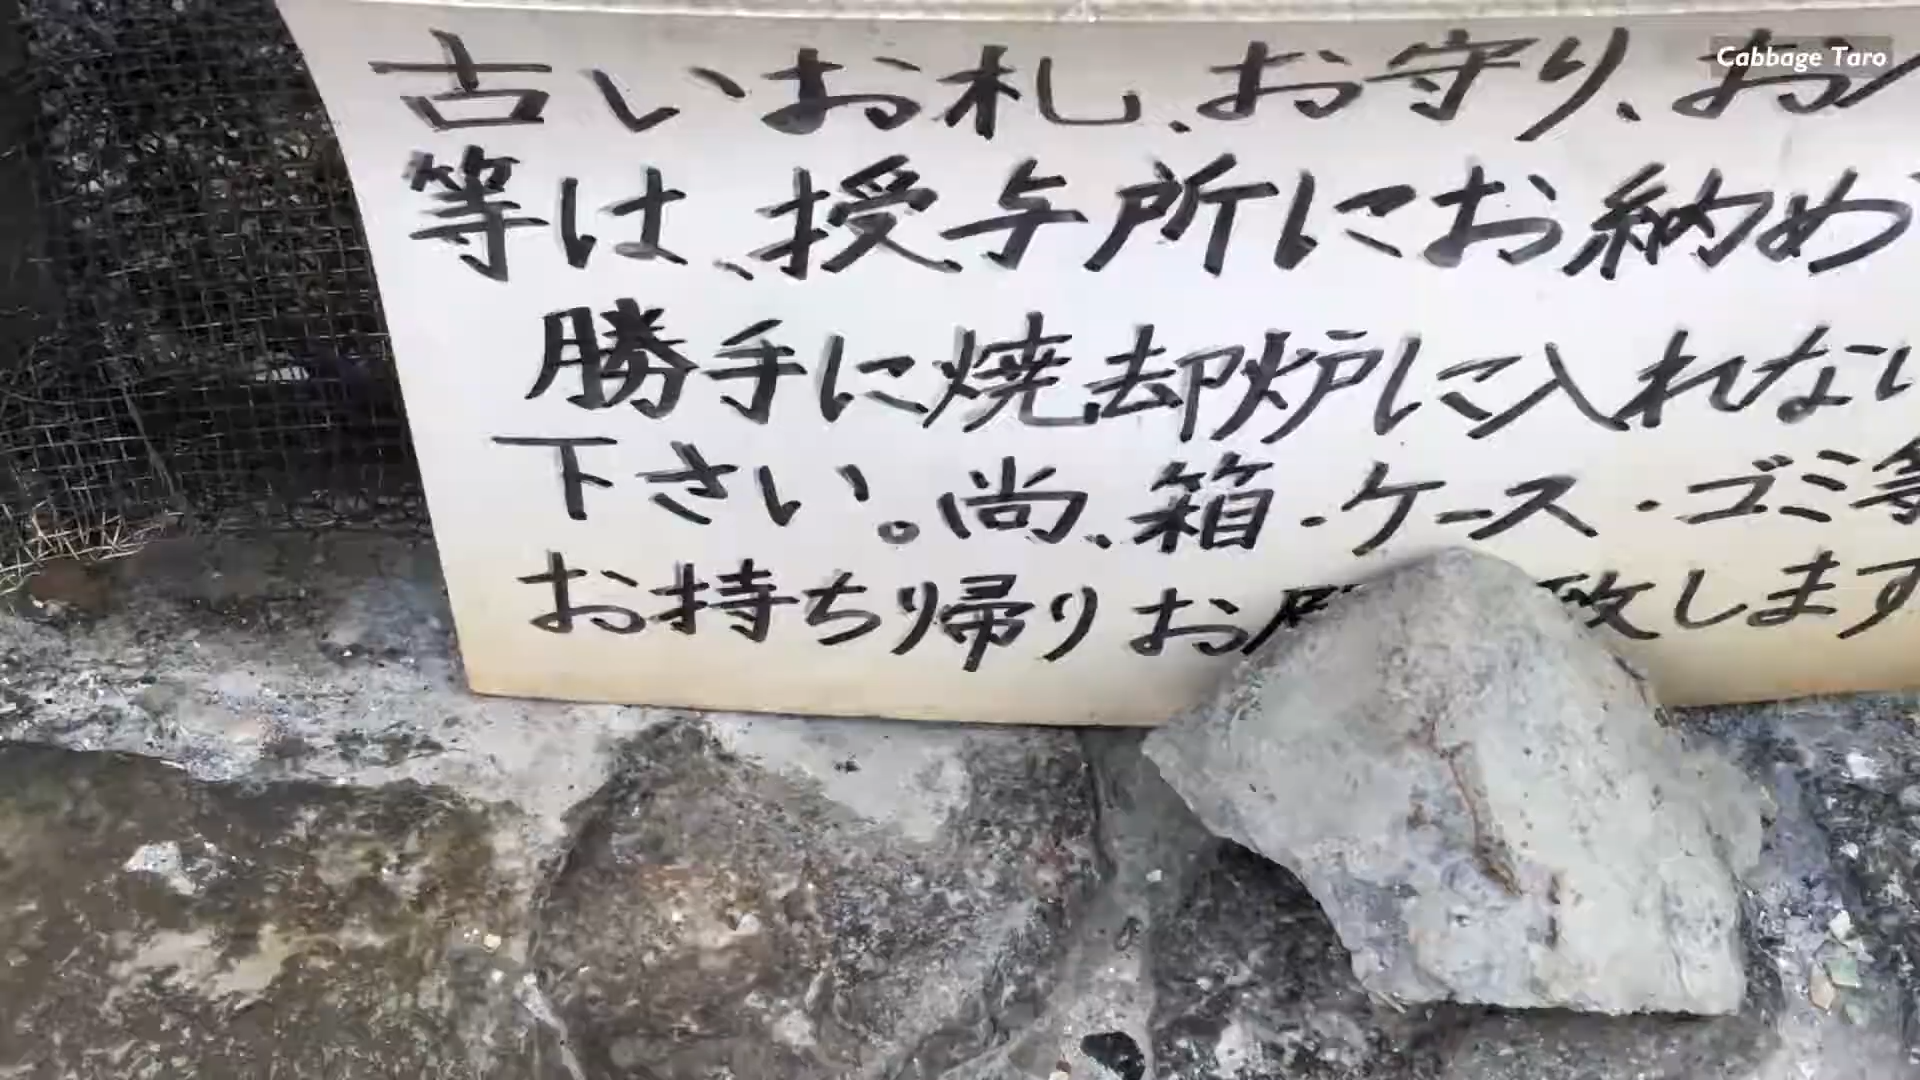 古いお札、お守り、お
等は、授与所にお納め
勝手に焼却炉に入れない
下さい。尚、箱・ケース・ゴミ等
お持ち帰りお 致します
Cabbage Taro